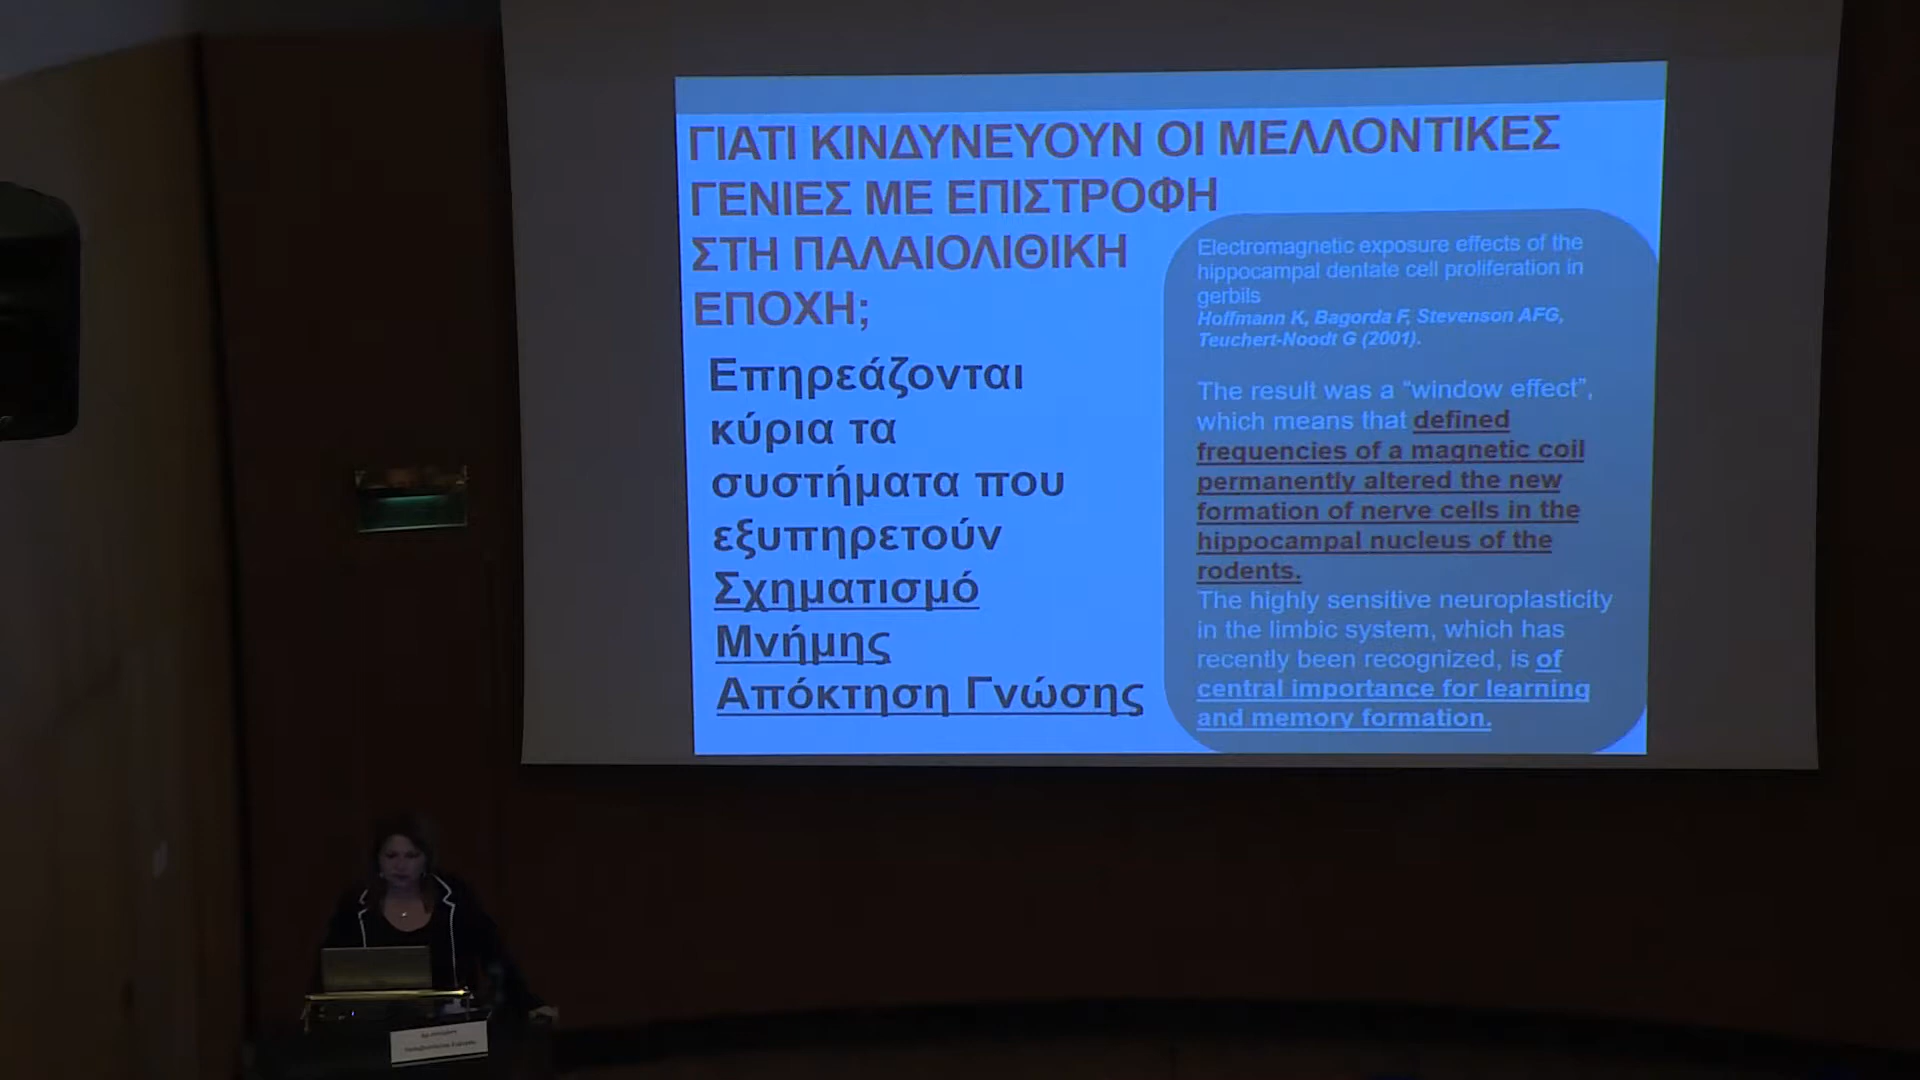 ΓΙΑΤΙ ΚΙΝΔΥΝΕΥΟΥΝ ΟΙ ΜΕΛΛΟΝΤΙΚΕΣ
ΓΕΝΙΕΣ ΜΕ ΕΠΙΣΤΡΟΦΗ
ΣΤΗ ΠΑΛΑΙΟΛΙΘΙΚΗ
ΕΠΟΧΗ;
Επηρεάζονται
κύρια τα
συστήματα που
εξυπηρετούν
Σχηματισμό
Μνήμης
Απόκτηση Γνώσης
Electromagnetic exposure effects of the
hippocampal dentate cell proliferation in
gerbils
Hoffmann K, Bagorda F, Stevenson AFG,
Teuchert-Noodt G (2001).
The result was a “window effect”,
which means that defined
frequencies of a magnetic coil
permanently altered the new
formation of nerve cells in the
hippocampal nucleus of the
rodents.
The highly sensitive neuroplasticity
in the limbic system, which has
recently been recognized, is of
central importance for learning
and memory formation.